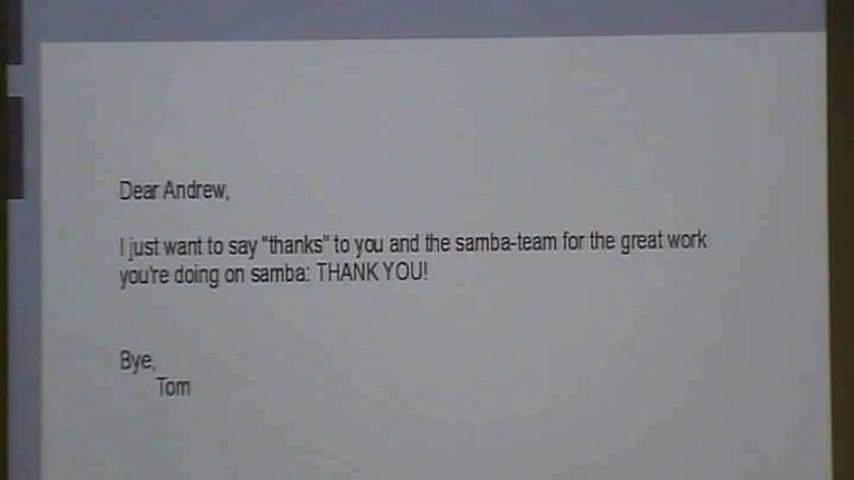 Dear Andrew,
I just want to say "thanks" to you and the samba-team for the great work
you're doing on samba: THANK YOU!
Bye,
Tom